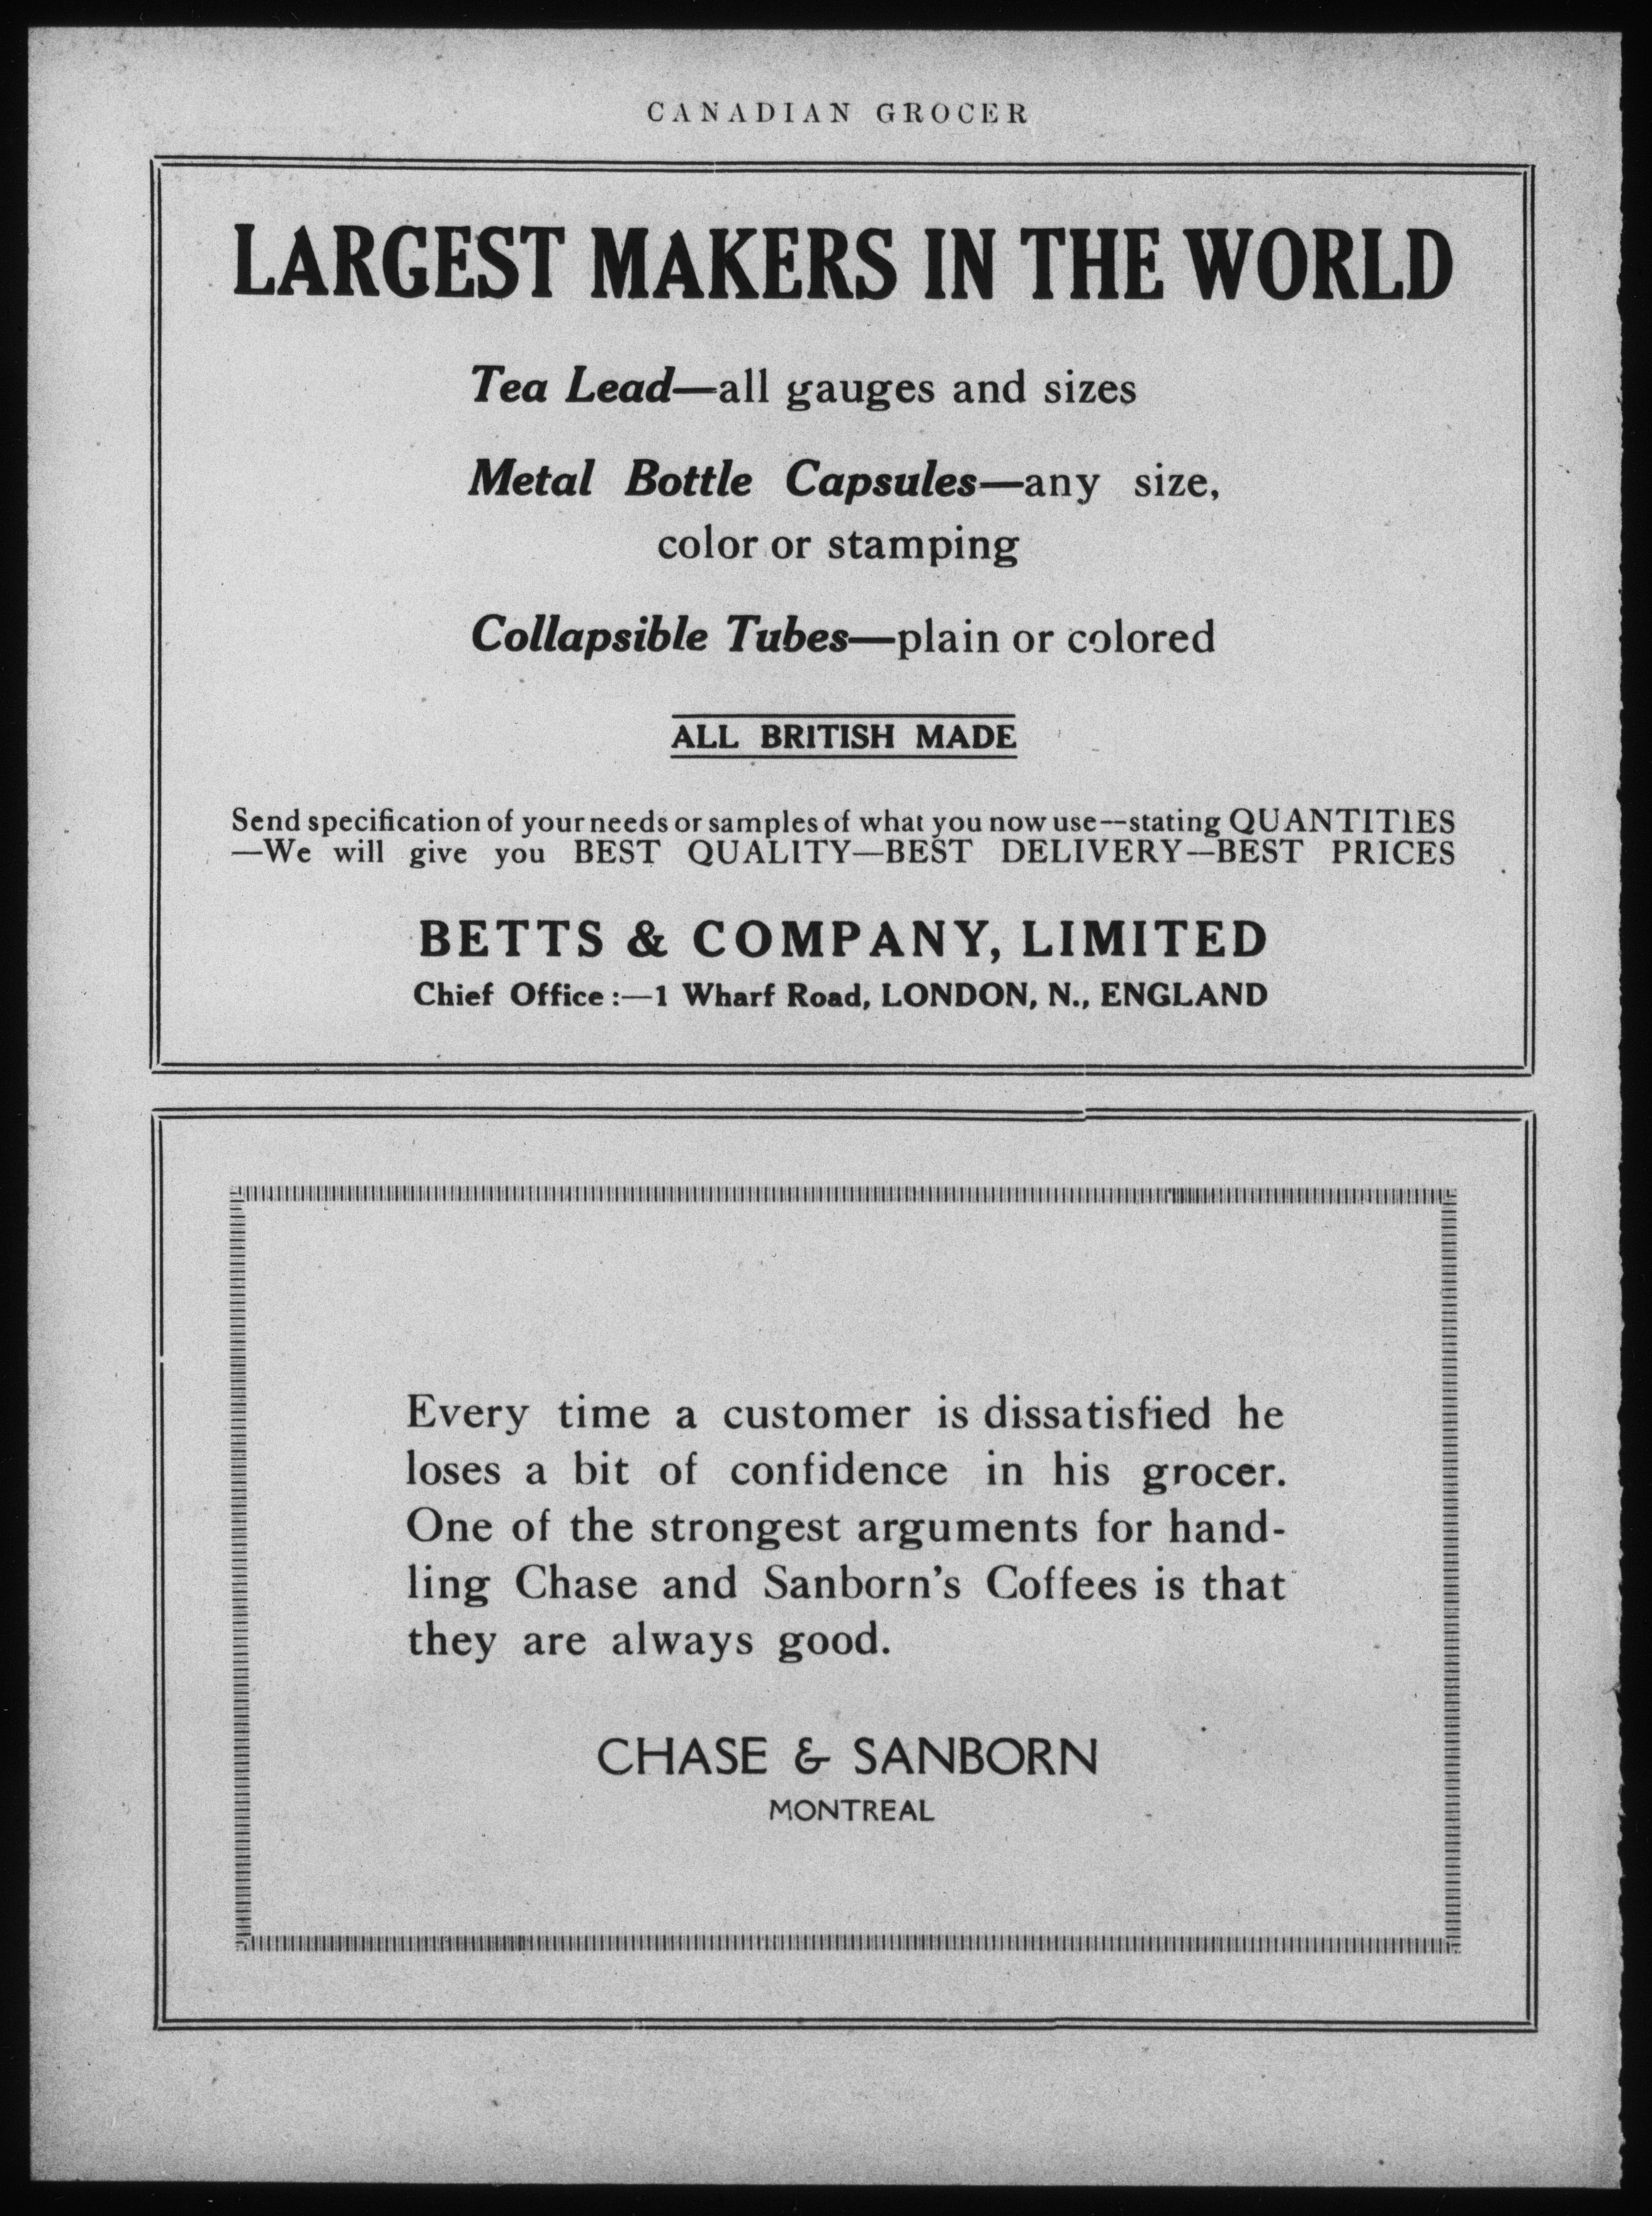 CANADIAN GROCER
LARGEST MAKERS IN THE WORLD
Tea Lead—all gauges and sizes
Metal Bottle Capsules—any size,
color or stamping
Collapsible Tubes—plain or colored
ALL BRITISH MADE
Send specification of your needs or samples of what you now use--stating QUANTITIES
—We will give you BEST QUALITY—BEST DELIVERY—BEST PRICES
BETTS & COMPANY, LIMITED
Chief Office:—1 Wharf Road, LONDON, N., ENGLAND
Every time a customer is dissatisfied he
loses a bit of confidence in his grocer.
One of the strongest arguments for hand-
ling Chase and Sanborn's Coffees is that
they are always good.
CHASE & SANBORN
MONTREAL